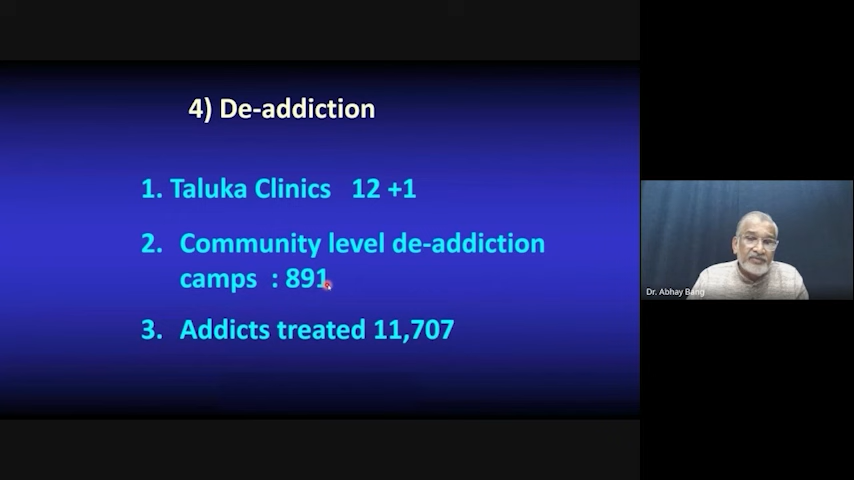 4) De-addiction
1. Taluka Clinics 12 +1
2. Community level de-addiction
camps : 891
3. Addicts treated 11,707
Dr. Abhay Bang